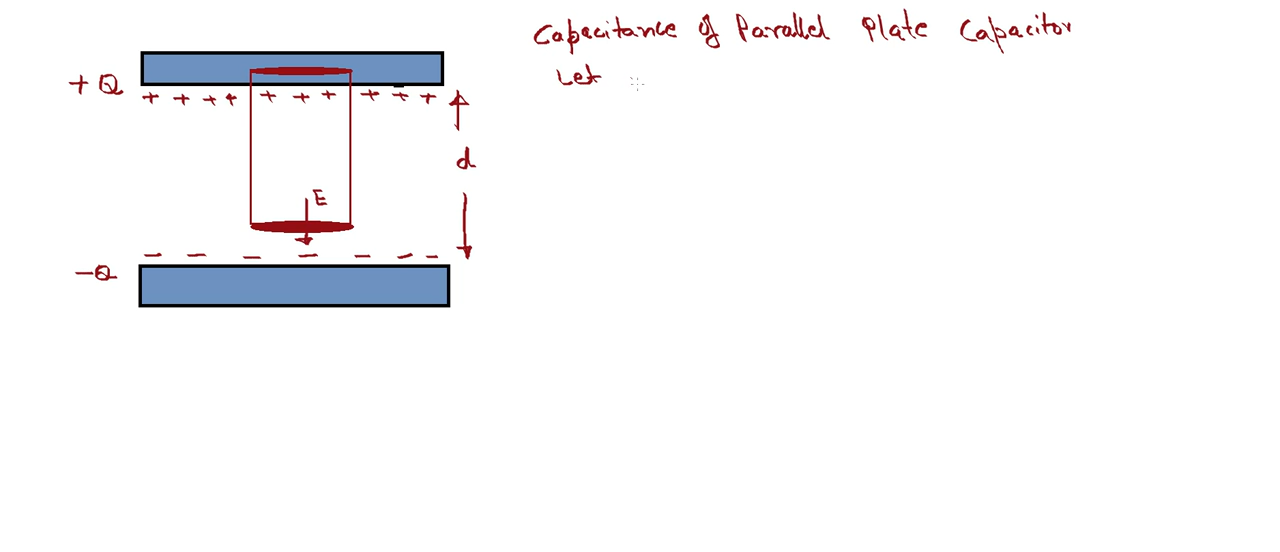 Capacitance of Parallel Plate Capacitor
Let
+Q
+ + + + + + + + + +
d
E
- - - - - - -
-Q